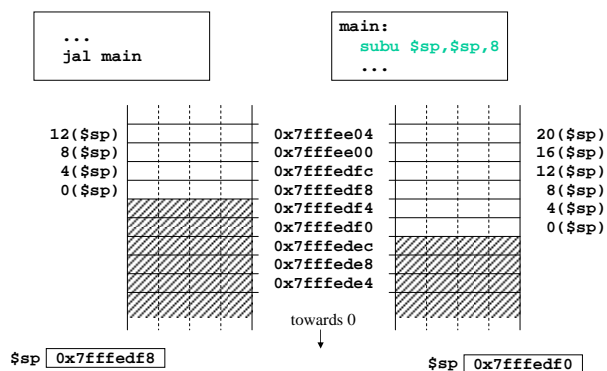 ...
jal main
main:
subu $sp,$sp,8
...
12($sp)
8($sp)
4($sp)
0($sp)
0x7fffee04
0x7fffee00
0x7fffedfc
0x7fffedf8
0x7fffedf4
0x7fffedf0
0x7fffedec
0x7fffede8
0x7fffede4
20($sp)
16($sp)
12($sp)
8($sp)
4($sp)
0($sp)
towards 0
$sp 0x7fffedf8
$sp 0x7fffedf0